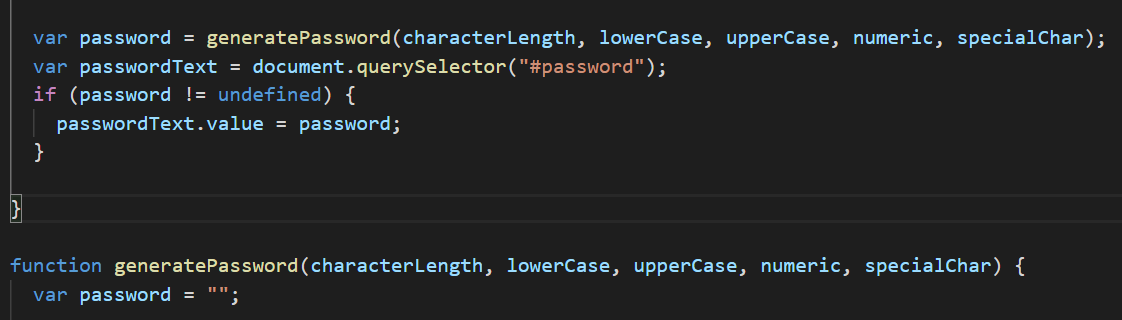 var password = generatePassword(characterLength, lowerCase, upperCase, numeric, specialChar);
var passwordText = document.querySelector("#password");
if (password != undefined) {
passwordText.value = password;
}
}
function generatePassword(characterLength, lowerCase, upperCase, numeric, specialChar) {
var password = "";